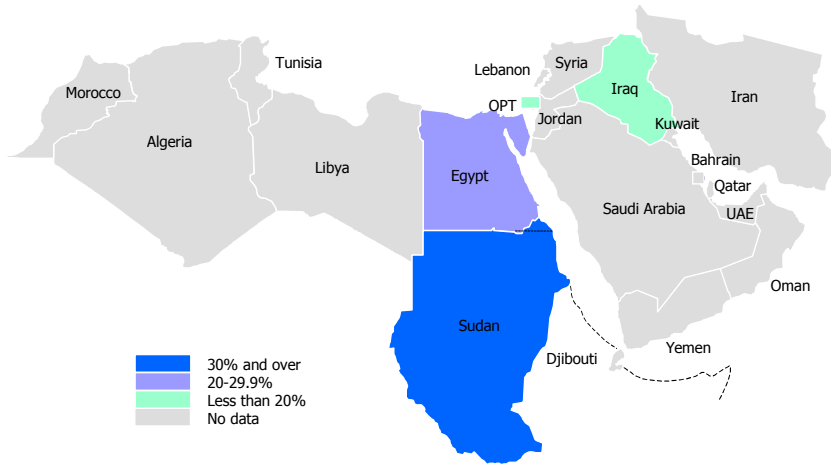 Tunisia
Lebanon
Syria
Morocco
Iraq
Iran
OPT
Jordan
Kuwait
Algeria
Libya
Egypt
Bahrain
Qatar
Saudi Arabia
UAE
Oman
Sudan
Yemen
Djibouti
30% and over
20-29.9%
Less than 20%
No data